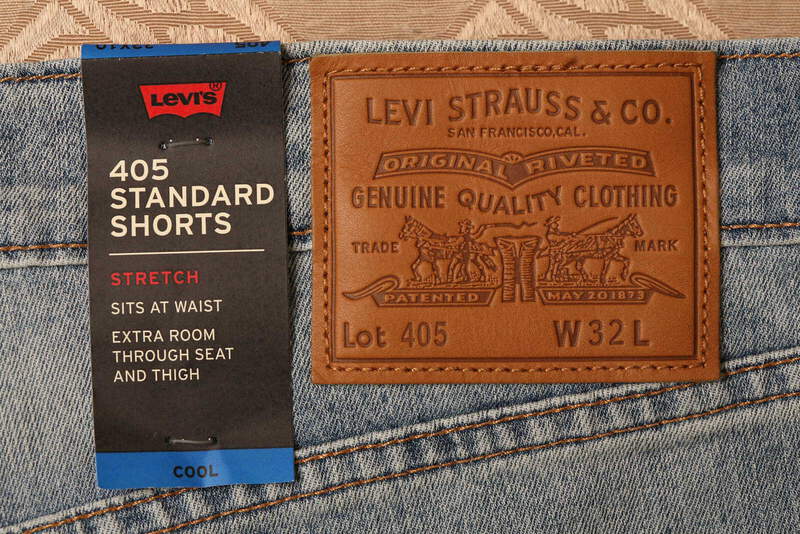 Levi's
405
STANDARD
SHORTS
STRETCH
SITS AT WAIST
EXTRA ROOM
THROUGH SEAT
AND THIGH
COOL
LEVI STRAUSS & CO.
SAN FRANCISCO, CAL.
ORIGINAL RIVETED
GENUINE QUALITY CLOTHING
TRADE MARK
PATENTED MAY 20 1873
Lot 405 W 32 L